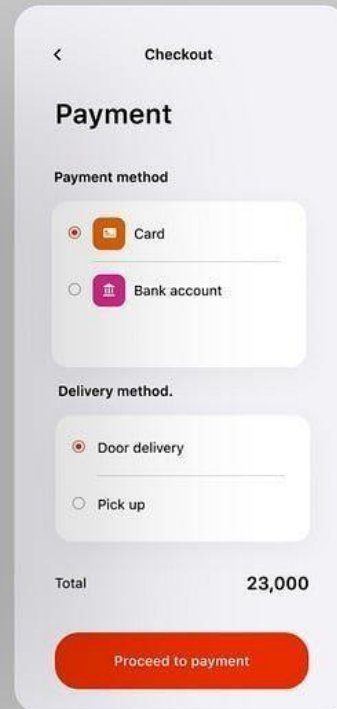 Checkout
Payment
Payment method
Card
Bank account
Delivery method.
Door delivery
Pick up
Total 23,000
Proceed to payment